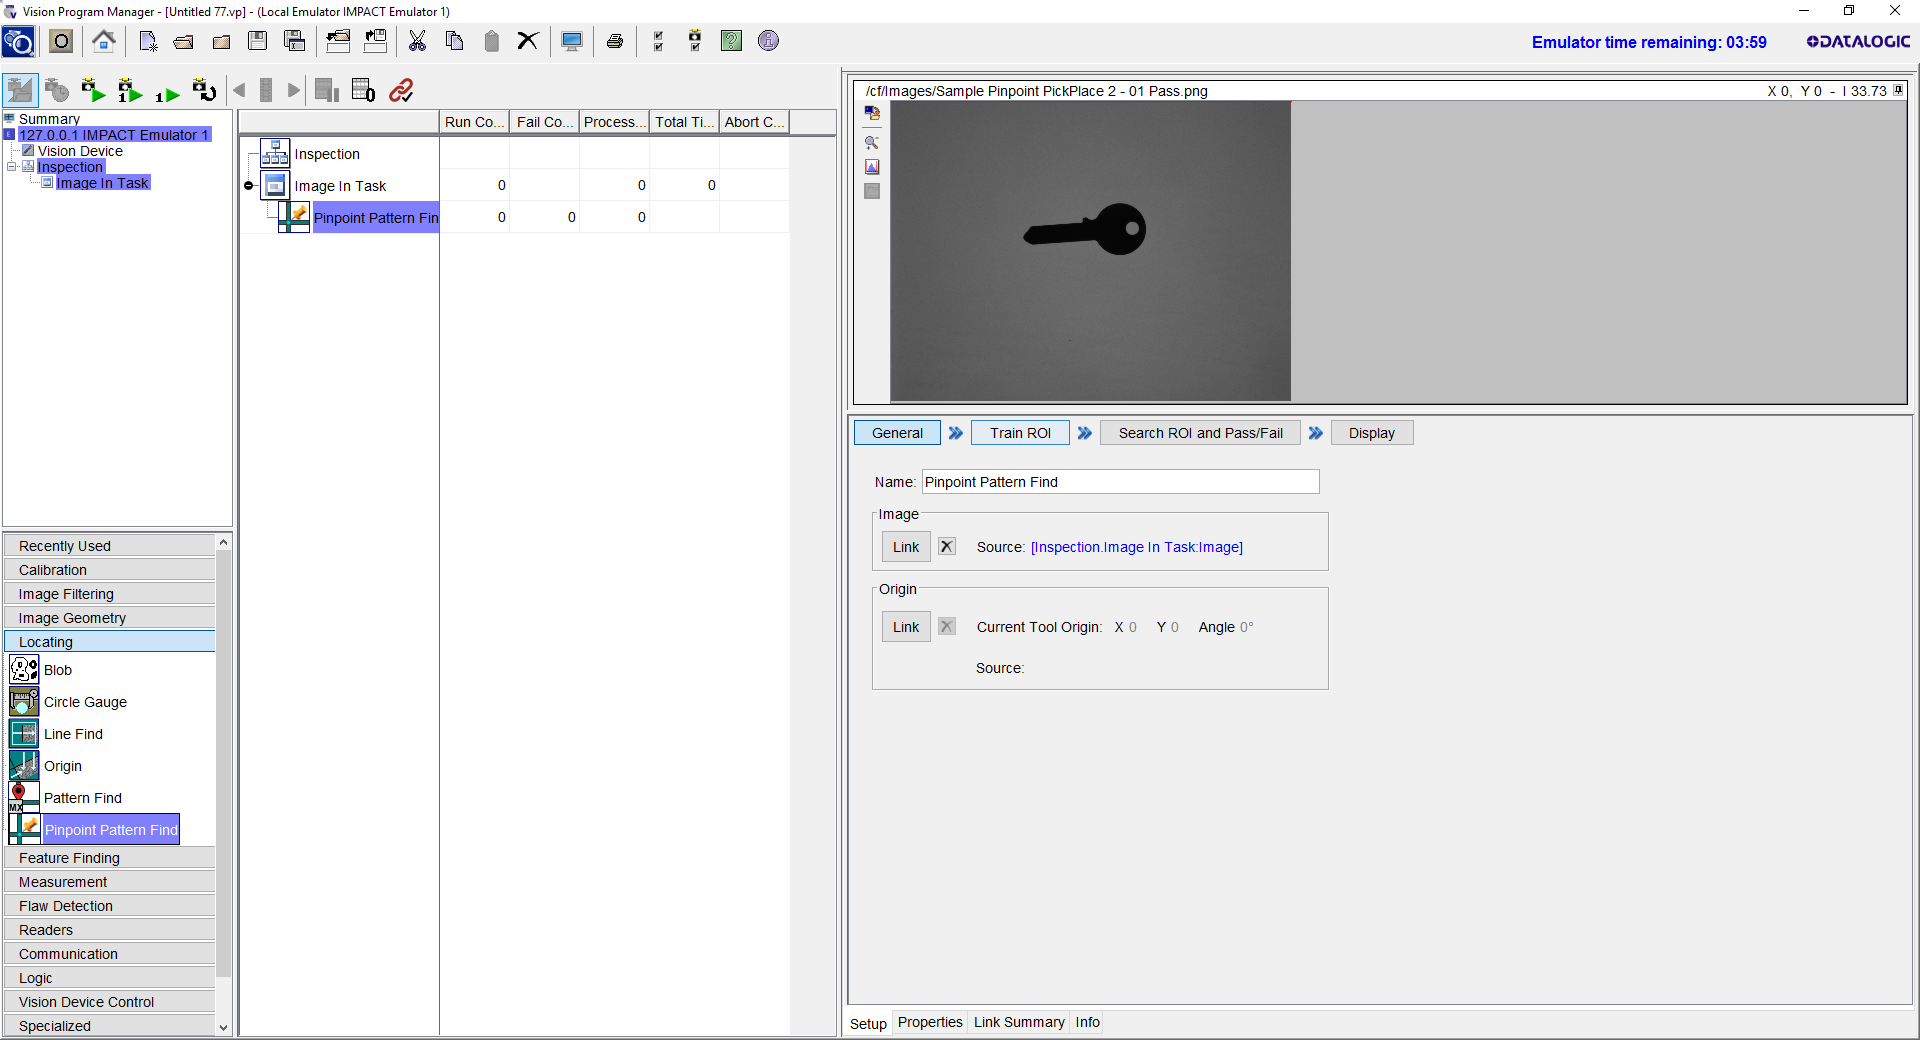 Vision Program Manager - [Untitled 77.vp] - (Local Emulator IMPACT Emulator 1)
Emulator time remaining: 03:59
DATALOGIC
Summary
127.0.0.1 IMPACT Emulator 1
Vision Device
Inspection
Image In Task
Run Co... Fail Co... Process... Total Ti... Abort C...
Inspection
Image In Task 0 0 0
Pinpoint Pattern Fin 0 0 0
/cf/Images/Sample Pinpoint PickPlace 2 - 01 Pass.png X 0, Y 0 - I 33.73
General Train ROI Search ROI and Pass/Fail Display
Name: Pinpoint Pattern Find
Image
Link Source: [Inspection.Image In Task:Image]
Origin
Link Current Tool Origin: X 0 Y 0 Angle 0°
Source:
Recently Used
Calibration
Image Filtering
Image Geometry
Locating
Blob
Circle Gauge
Line Find
Origin
MX Pattern Find
Pinpoint Pattern Find
Feature Finding
Measurement
Flaw Detection
Readers
Communication
Logic
Vision Device Control
Specialized
Setup Properties Link Summary Info